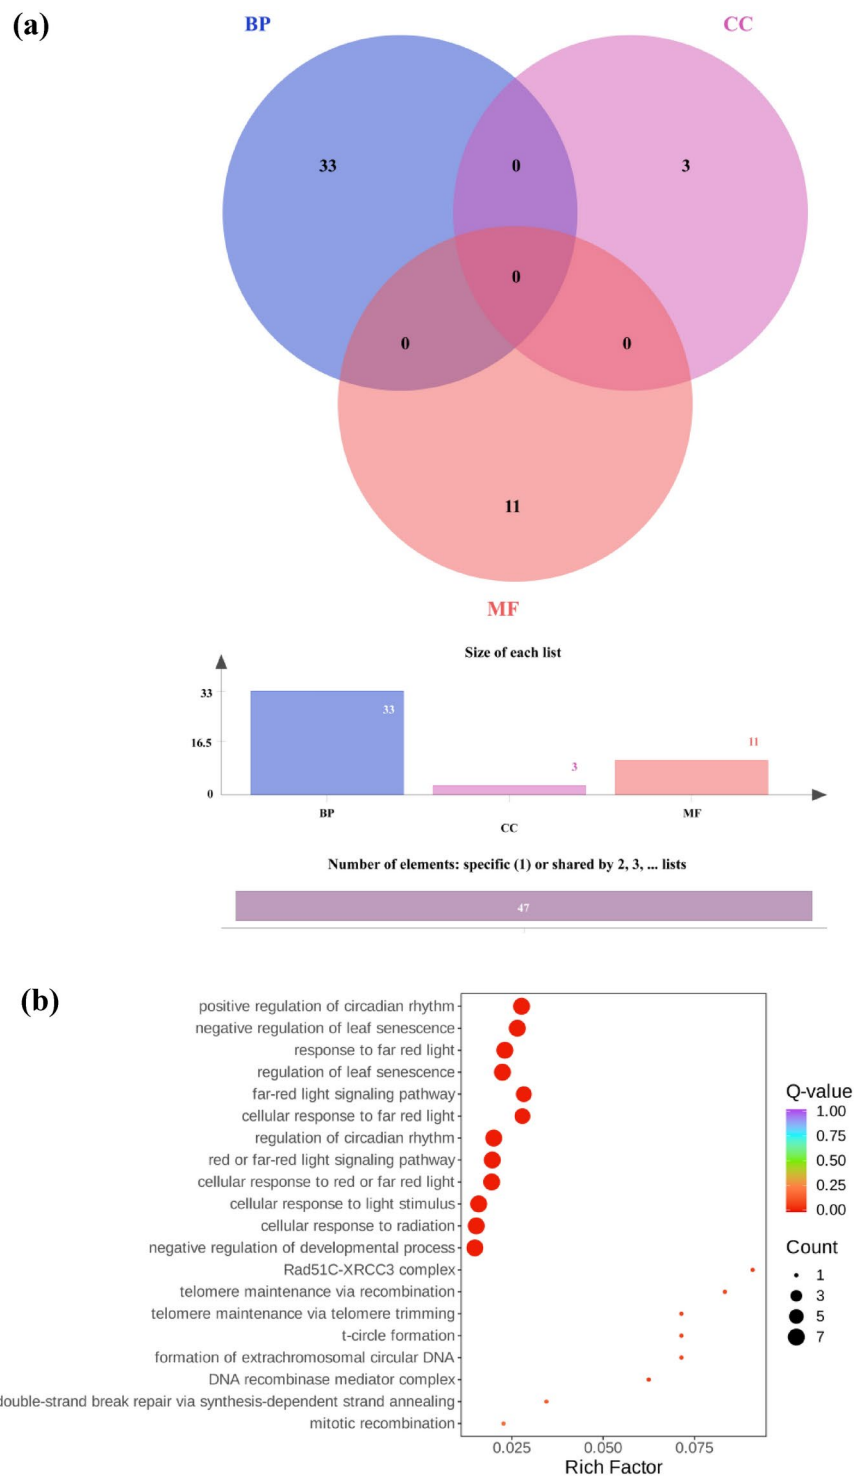 (a)
BP
CC
33
0
3
0
0
0
11
MF
Size of each list
33
16.5
0
33
3
11
BP
CC
MF
Number of elements: specific (1) or shared by 2, 3, ... lists
47
(b)
positive regulation of circadian rhythm
negative regulation of leaf senescence
response to far red light
regulation of leaf senescence
far-red light signaling pathway
cellular response to far red light
regulation of circadian rhythm
red or far-red light signaling pathway
cellular response to red or far red light
cellular response to light stimulus
cellular response to radiation
negative regulation of developmental process
Rad51C-XRCC3 complex
telomere maintenance via recombination
telomere maintenance via telomere trimming
t-circle formation
formation of extrachromosomal circular DNA
DNA recombinase mediator complex
double-strand break repair via synthesis-dependent strand annealing
mitotic recombination
0.025
0.050
0.075
Rich Factor
Q-value
1.00
0.75
0.50
0.25
0.00
Count
1
3
5
7